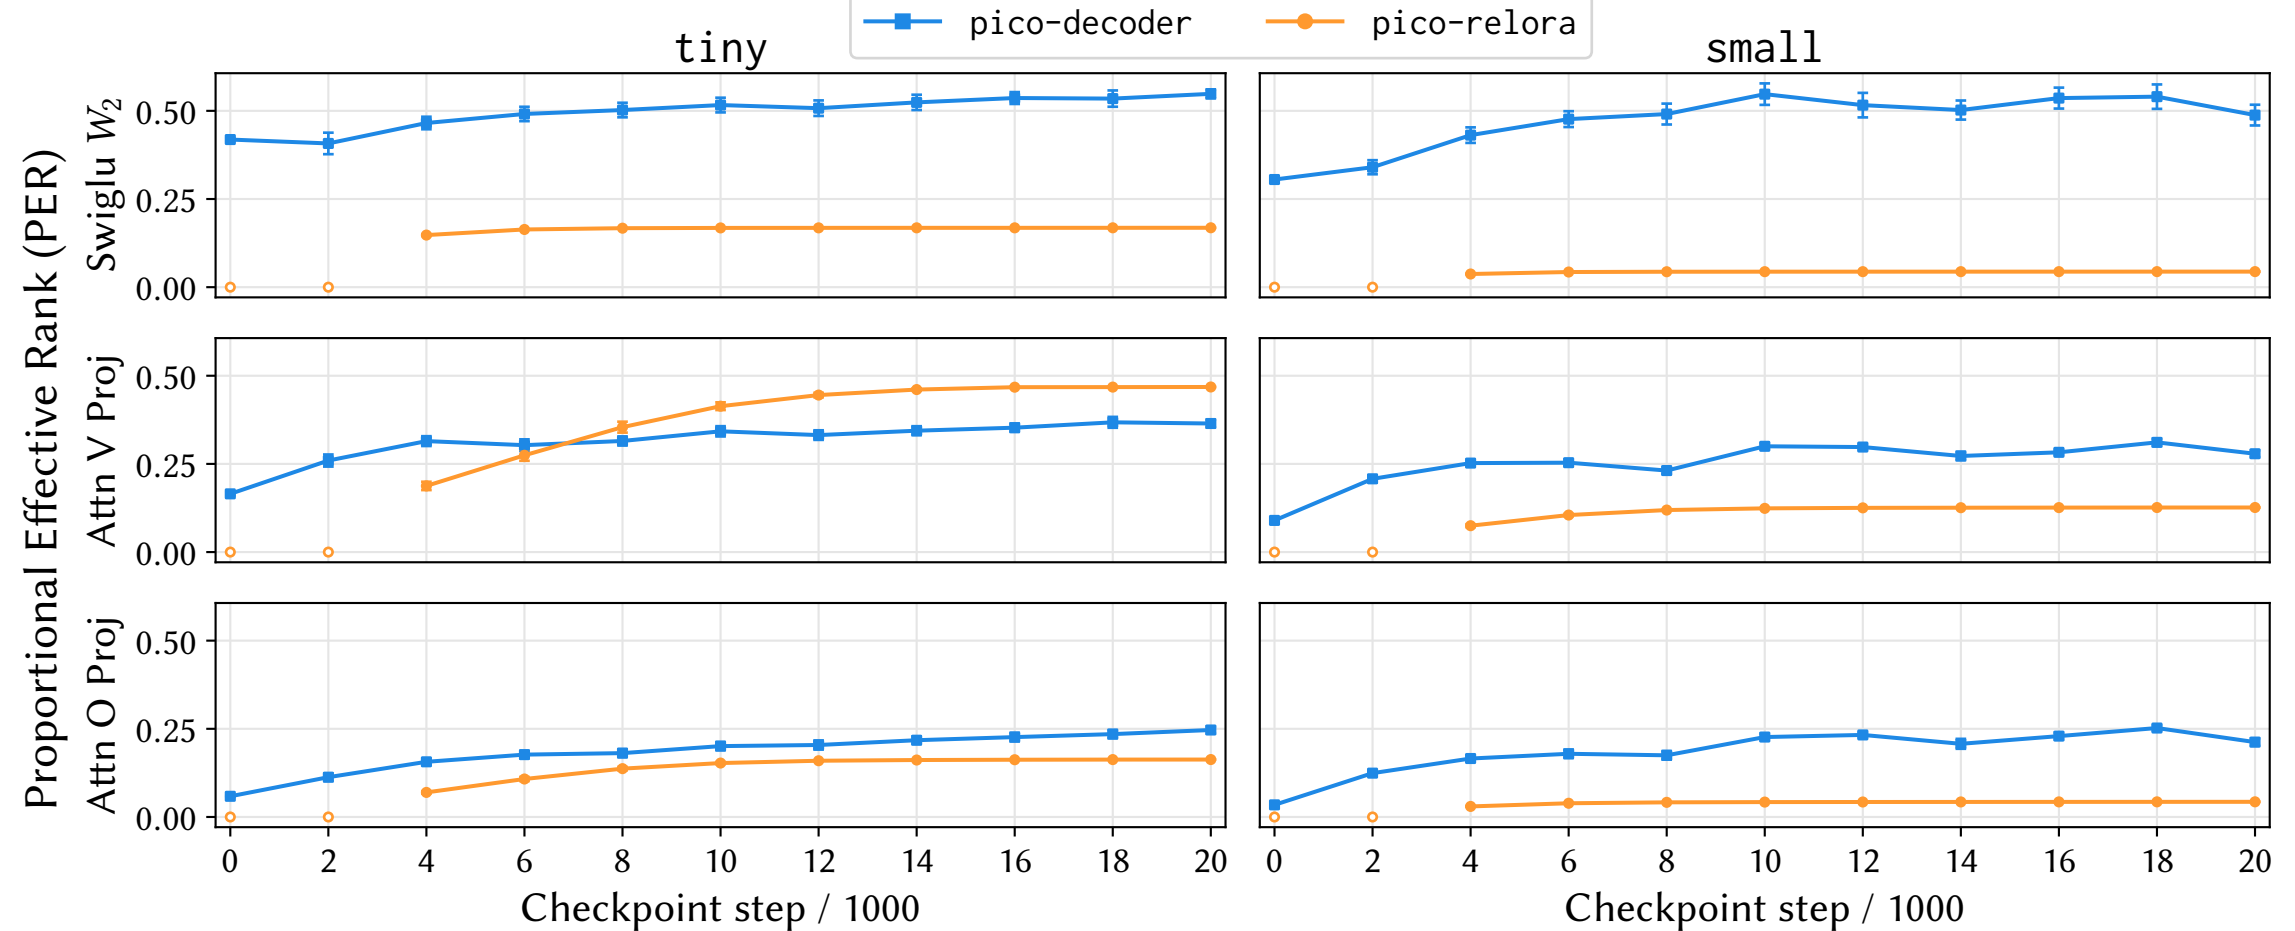 pico-decoder pico-relora
tiny small
Proportional Effective Rank (PER)
Swiglu W2
0.50
0.25
0.00
Attn V Proj
0.50
0.25
0.00
Attn O Proj
0.50
0.25
0.00
0 2 4 6 8 10 12 14 16 18 20
0 2 4 6 8 10 12 14 16 18 20
Checkpoint step / 1000
Checkpoint step / 1000